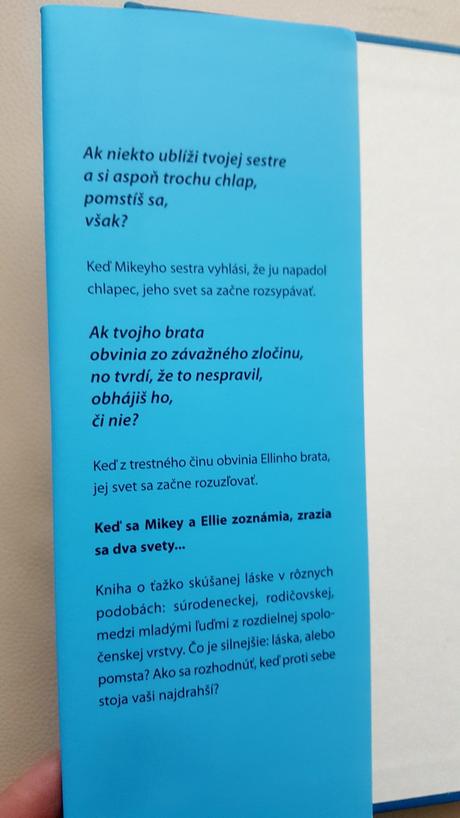 Ak niekto ublíži tvojej sestre
a si aspoň trochu chlap,
pomstíš sa,
však?
Keď Mikeyho sestra vyhlási, že ju napadol
chlapec, jeho svet sa začne rozsypávať.
Ak tvojho brata
obvinia zo závažného zločinu,
no tvrdí, že to nespravil,
obhájiš ho,
či nie?
Keď z trestného činu obvinia Ellinho brata,
jej svet sa začne rozuzľovať.
Keď sa Mikey a Ellie zoznámia, zrazia
sa dva svety...
Kniha o ťažko skúšanej láske v rôznych
podobách: súrodeneckej, rodičovskej,
medzi mladými ľuďmi z rozdielnej spolo-
čenskej vrstvy. Čo je silnejšie: láska, alebo
pomsta? Ako sa rozhodnúť, keď proti sebe
stoja vaši najdrahší?